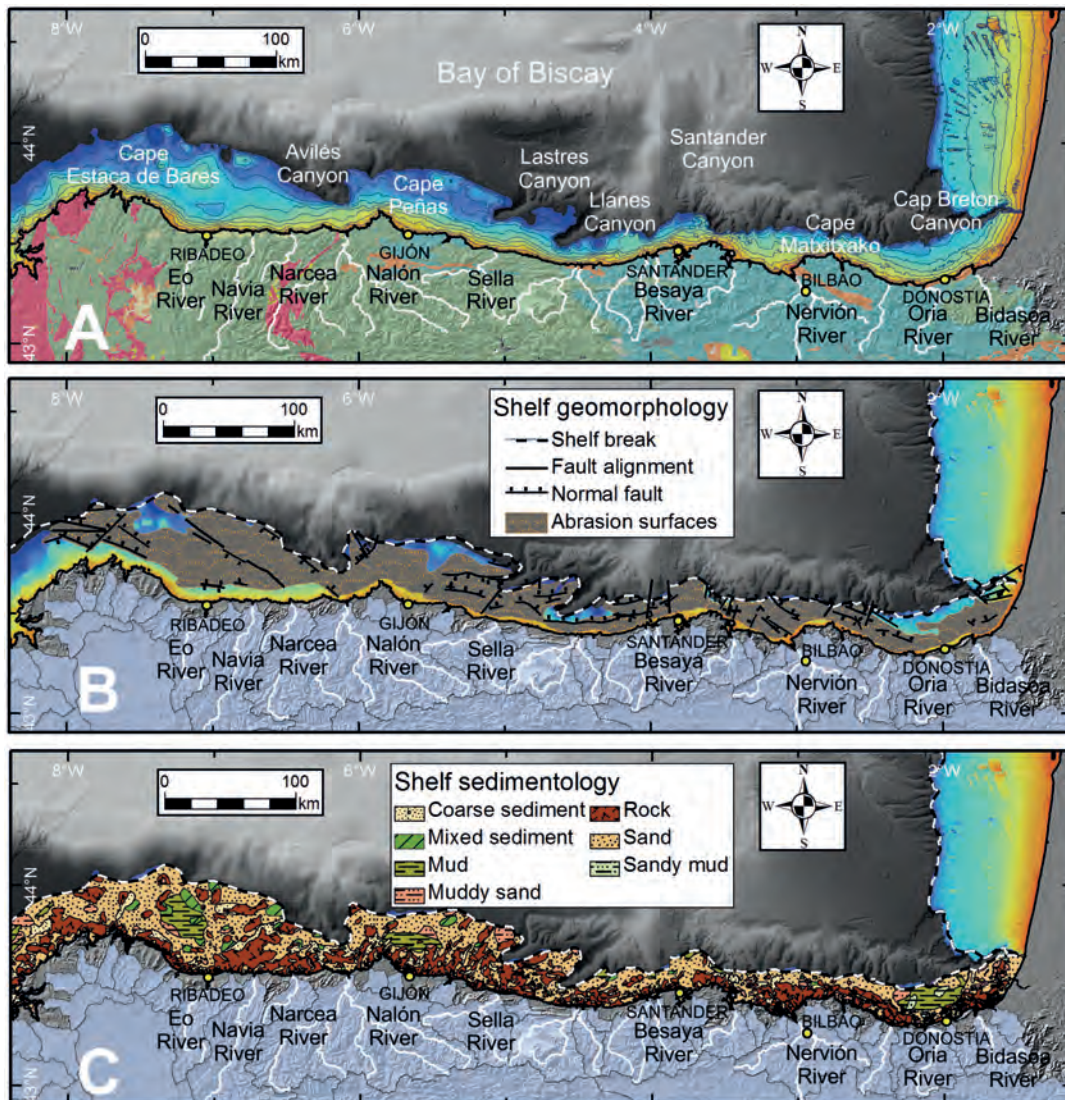 8°W
6°W
4°W
2°W
0
100
km
N
W
E
S
Bay of Biscay
44°N
43°N
Cape
Estaca de Bares
Avilés
Canyon
Cape
Peñas
Lastres
Canyon
Llanes
Canyon
Santander
Canyon
Cape
Matxitxako
Cap Breton
Canyon
RIBADEO
Eo
River
Navia
River
Narcea
River
GIJÓN
Nalón
River
Sella
River
SANTANDER
Besaya
River
BILBAO
Nervión
River
DONOSTIA
Oria
River
Bidasoa
River
A
8°W
6°W
4°W
2°W
0
100
km
Shelf geomorphology
Shelf break
Fault alignment
Normal fault
Abrasion surfaces
N
W
E
S
44°N
43°N
RIBADEO
Eo
River
Navia
River
Narcea
River
GIJÓN
Nalón
River
Sella
River
SANTANDER
Besaya
River
BILBAO
Nervión
River
DONOSTIA
Oria
River
Bidasoa
River
B
8°W
6°W
4°W
2°W
0
100
km
Shelf sedimentology
Coarse sediment
Rock
Mixed sediment
Sand
Mud
Sandy mud
Muddy sand
N
W
E
S
44°N
43°N
RIBADEO
Eo
River
Navia
River
Narcea
River
GIJÓN
Nalón
River
Sella
River
SANTANDER
Besaya
River
BILBAO
Nervión
River
DONOSTIA
Oria
River
Bidasoa
River
C